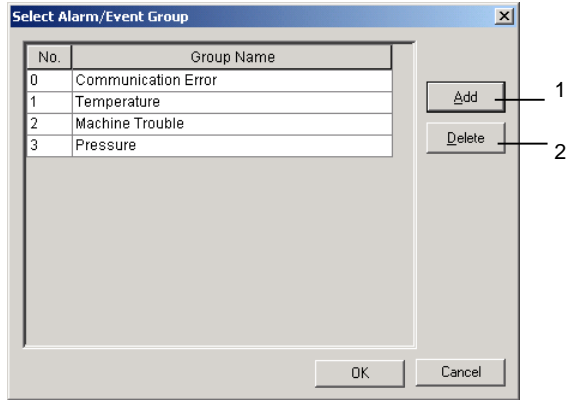 Select Alarm/Event Group
No. Group Name
0 Communication Error
1 Temperature
2 Machine Trouble
3 Pressure
Add 1
Delete 2
OK Cancel